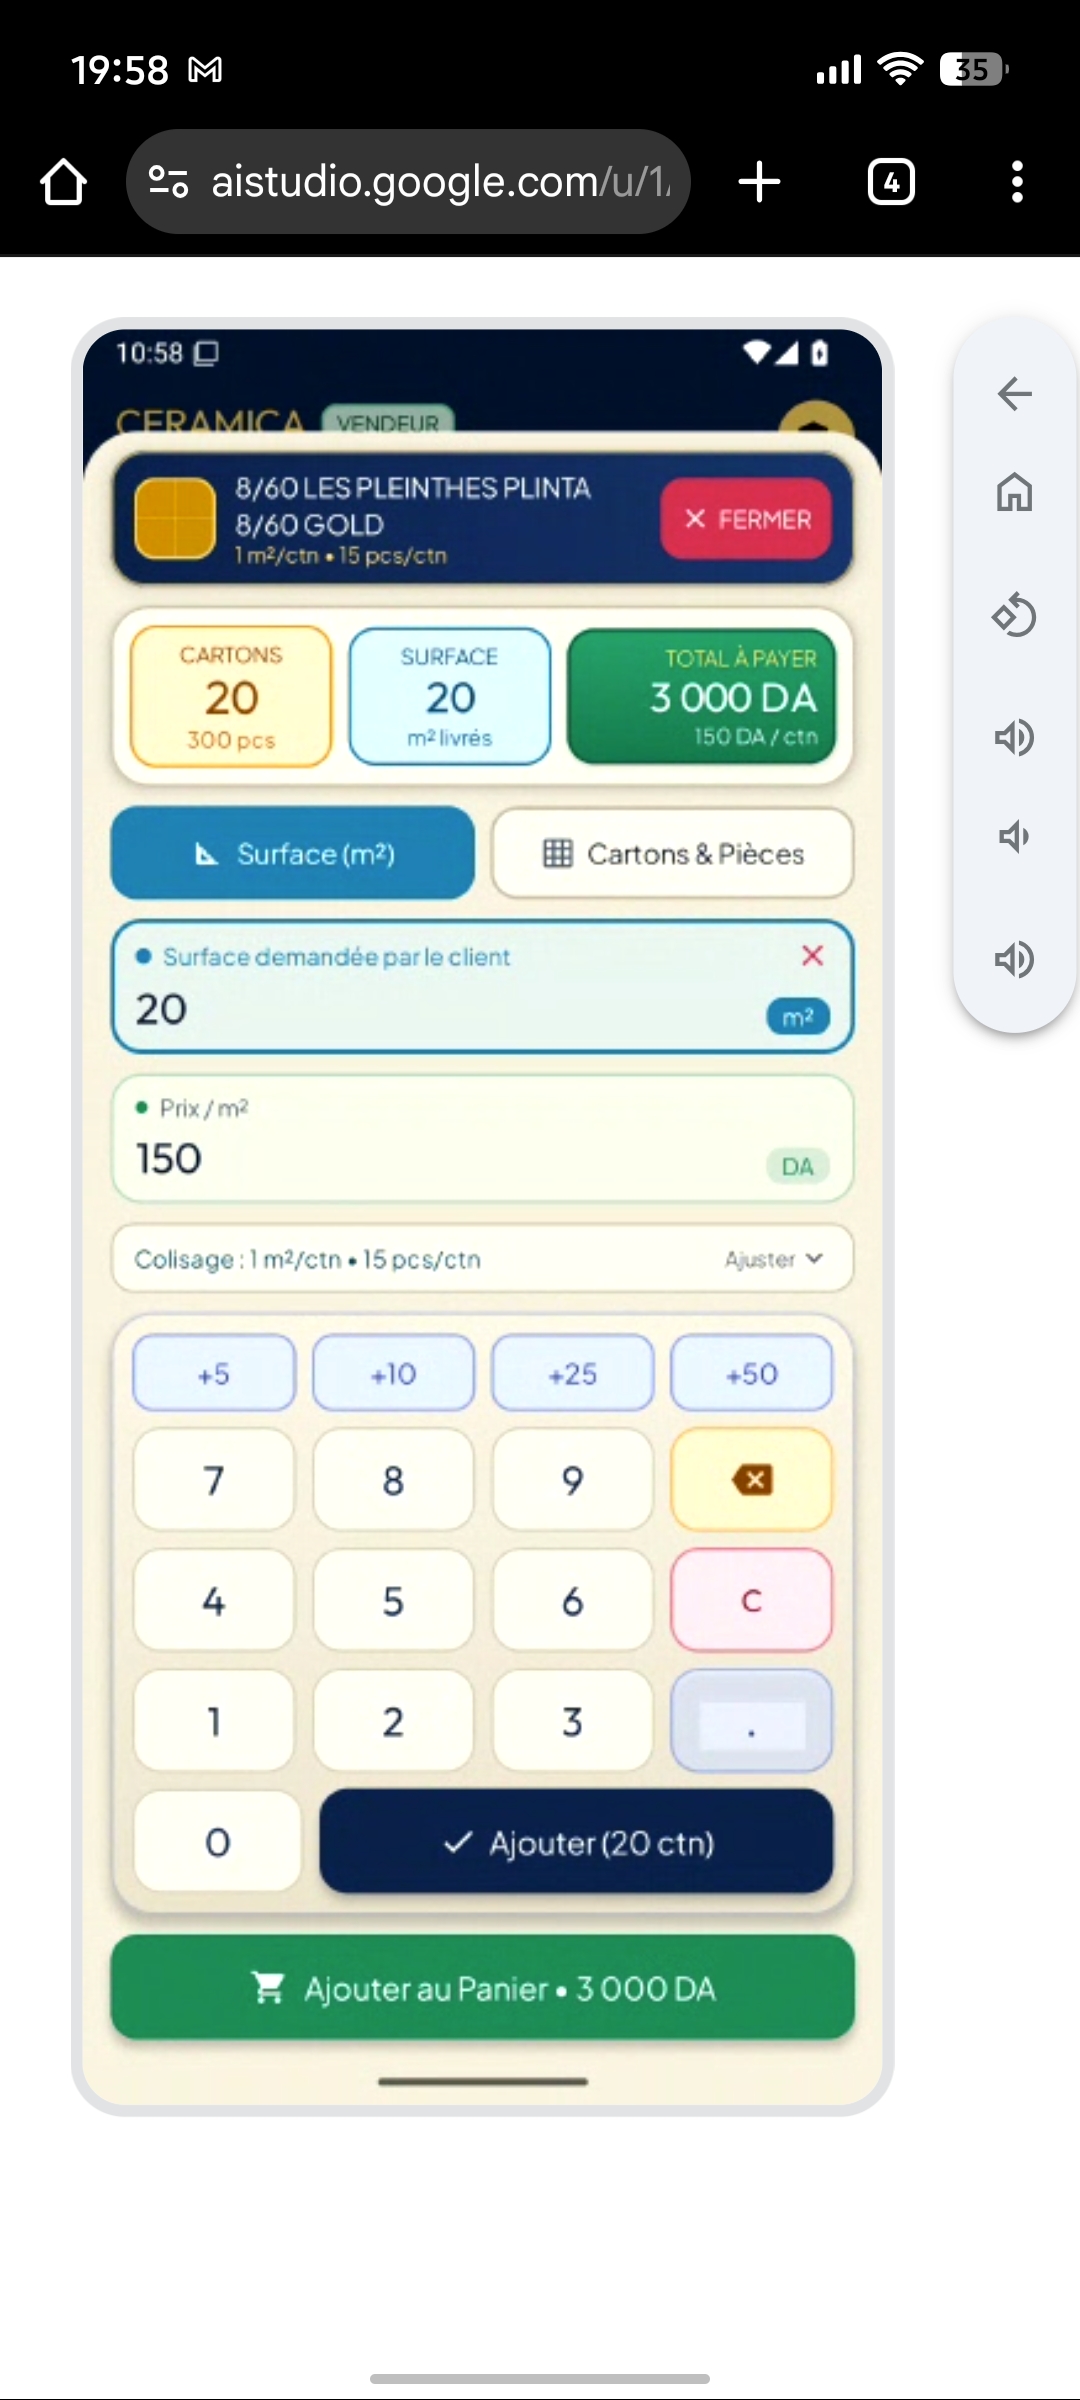 19:58
35
aistudio.google.com/u/1/
4
10:58
CERAMICA VENDEUR
8/60 LES PLEINTHES PLINTA
8/60 GOLD
1 m²/ctn • 15 pcs/ctn
FERMER
CARTONS
20
300 pcs
SURFACE
20
m² livrés
TOTAL À PAYER
3 000 DA
150 DA / ctn
Surface (m²)
Cartons & Pièces
Surface demandée par le client
20
m²
Prix / m²
150
DA
Colisage : 1 m²/ctn • 15 pcs/ctn
Ajuster
+5 +10 +25 +50
7 8 9
4 5 6 C
1 2 3 .
0 Ajouter (20 ctn)
Ajouter au Panier • 3 000 DA